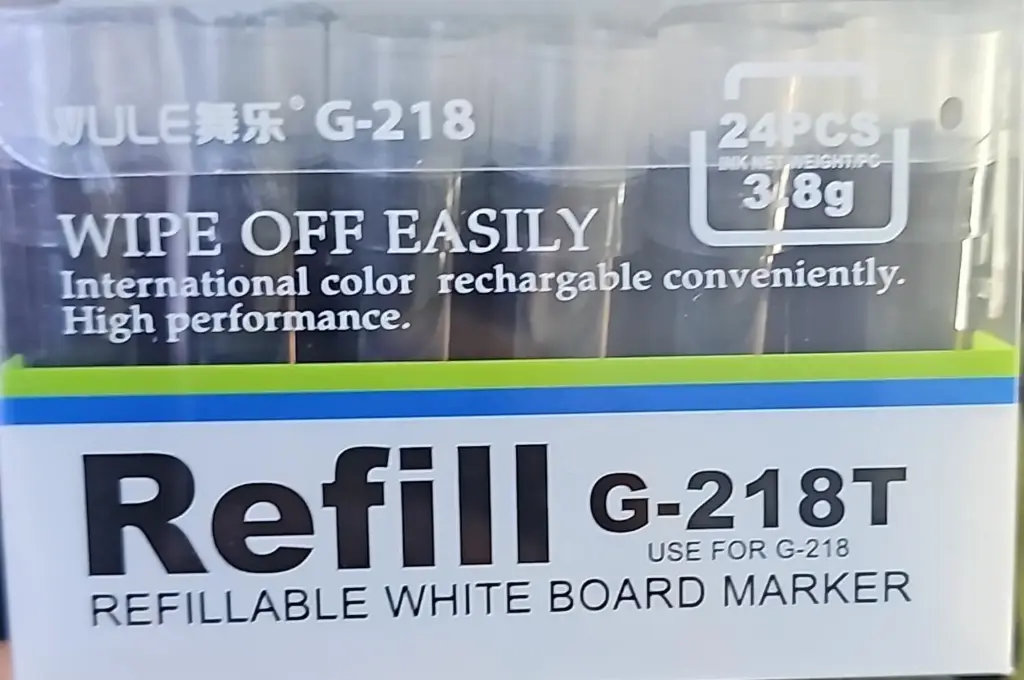 WULE舞乐® G-218
24PCS
INK NET WEIGHT/PC
3.8g
WIPE OFF EASILY
International color rechargable conveniently.
High performance.
Refill G-218T
USE FOR G-218
REFILLABLE WHITE BOARD MARKER